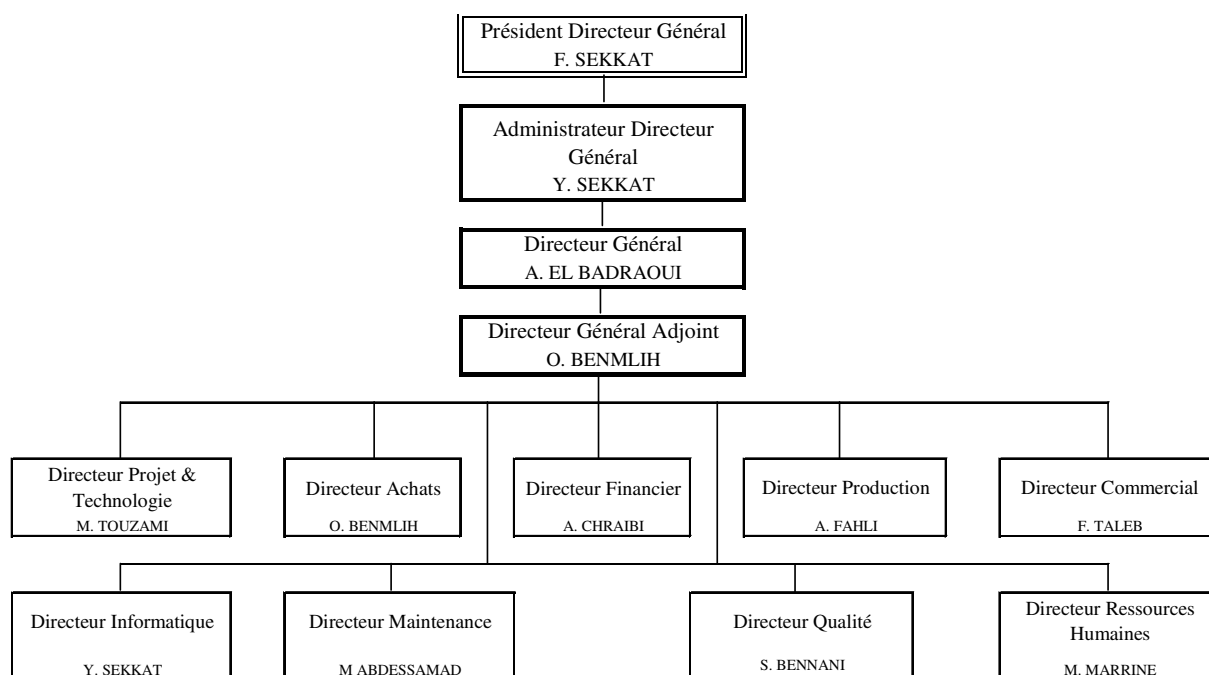 Président Directeur Général
F. SEKKAT
Administrateur Directeur
Général
Y. SEKKAT
Directeur Général
A. EL BADRAOUI
Directeur Général Adjoint
O. BENMLIH
Directeur Projet &
Technologie
M. TOUZAMI
Directeur Achats
O. BENMLIH
Directeur Financier
A. CHRAIBI
Directeur Production
A. FAHLI
Directeur Commercial
F. TALEB
Directeur Informatique
Y. SEKKAT
Directeur Maintenance
M ABDESSAMAD
Directeur Qualité
S. BENNANI
Directeur Ressources
Humaines
M. MARRINE